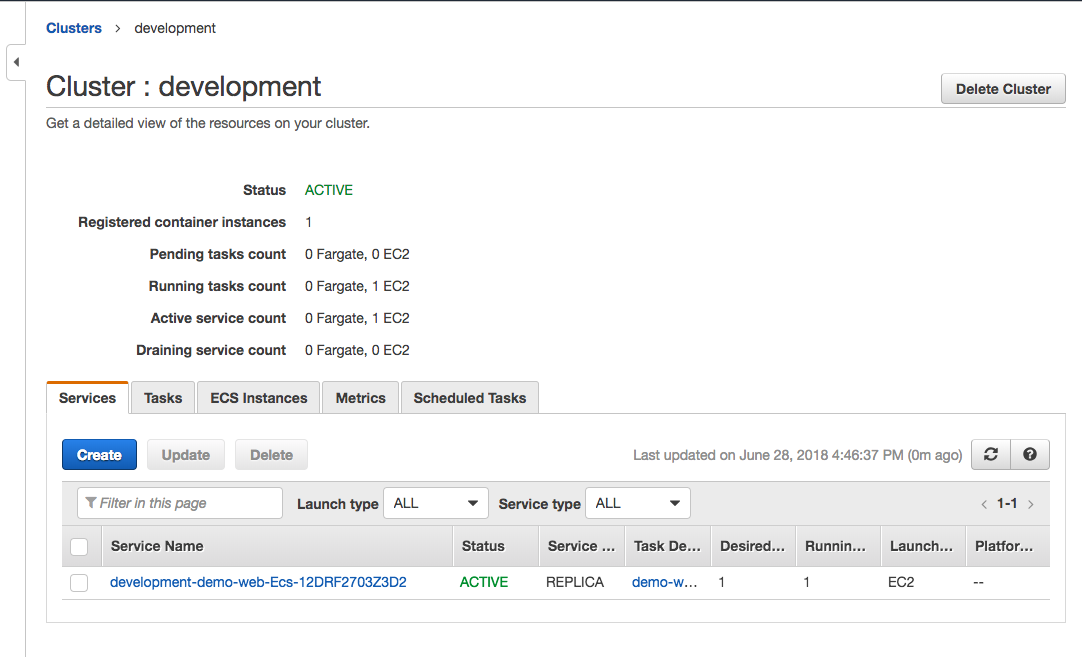 Clusters > development
Cluster : development
Delete Cluster
Get a detailed view of the resources on your cluster.
Status ACTIVE
Registered container instances 1
Pending tasks count 0 Fargate, 0 EC2
Running tasks count 0 Fargate, 1 EC2
Active service count 0 Fargate, 1 EC2
Draining service count 0 Fargate, 0 EC2
Services Tasks ECS Instances Metrics Scheduled Tasks
Create Update Delete Last updated on June 28, 2018 4:46:37 PM (0m ago)
Filter in this page Launch type ALL Service type ALL < 1-1 >
Service Name Status Service ... Task De... Desired... Runnin... Launch... Platfor...
development-demo-web-Ecs-12DRF2703Z3D2 ACTIVE REPLICA demo-w... 1 1 EC2 --